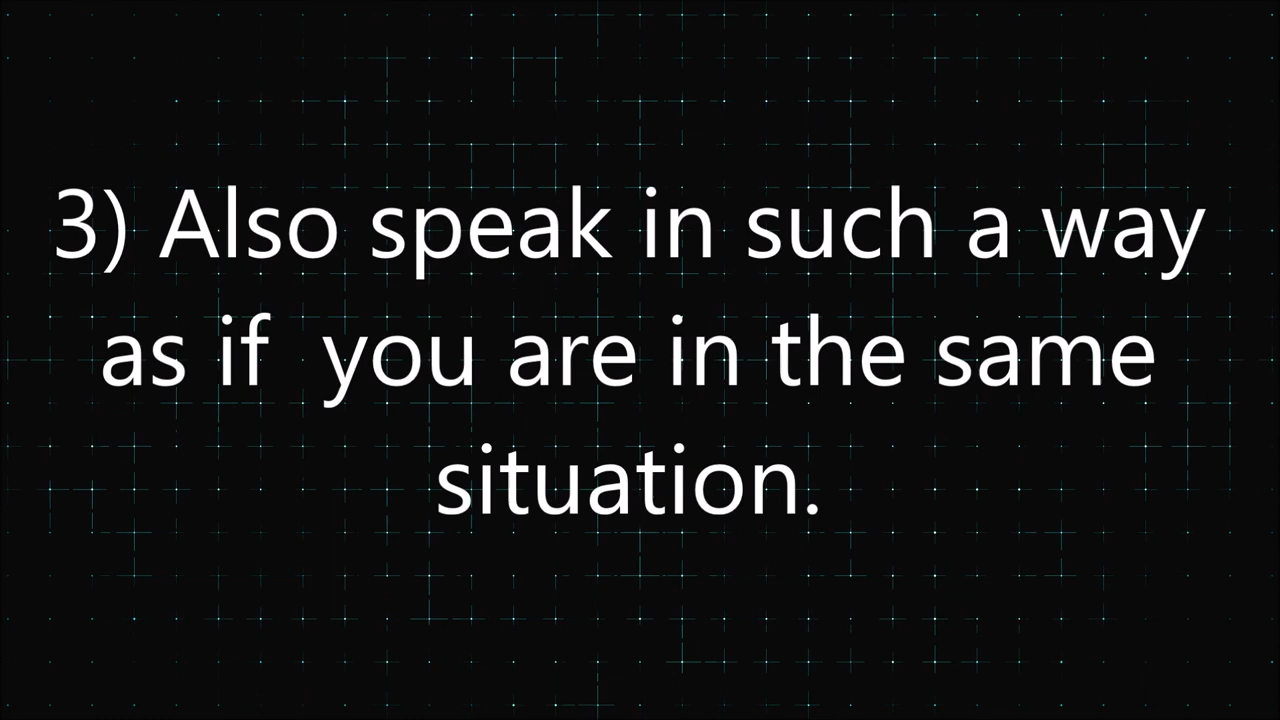 3) Also speak in such a way
as if  you are in the same
situation.